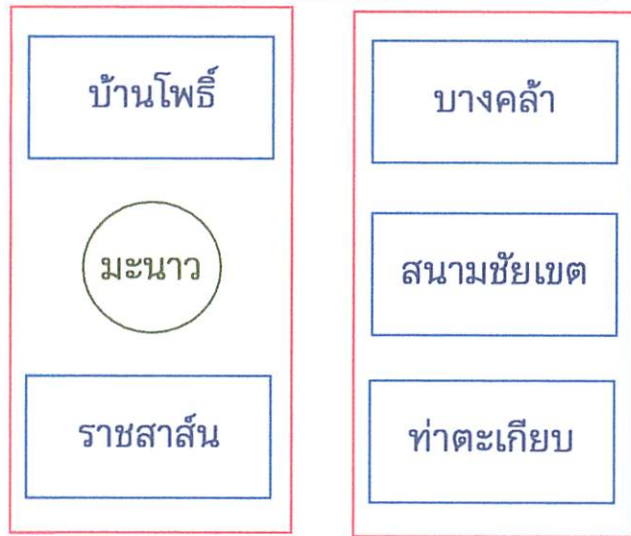 บ้านโพธิ์
มะนาว
ราชสาส์น
บางคล้า
สนามชัยเขต
ท่าตะเกียบ